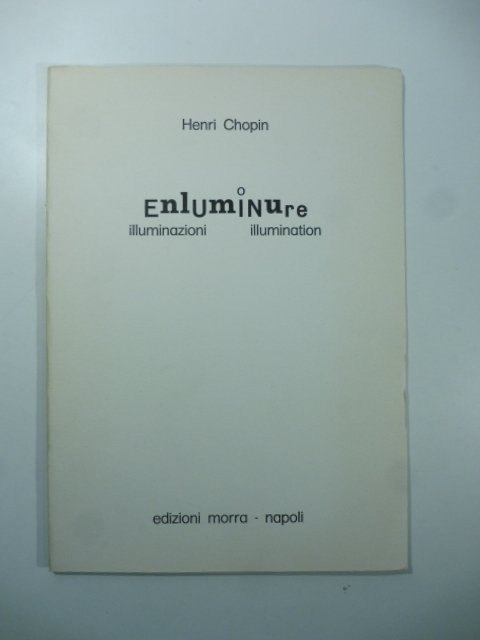 Henri Chopin
EnlUmiNure
illuminazioni illumination
edizioni morra - napoli